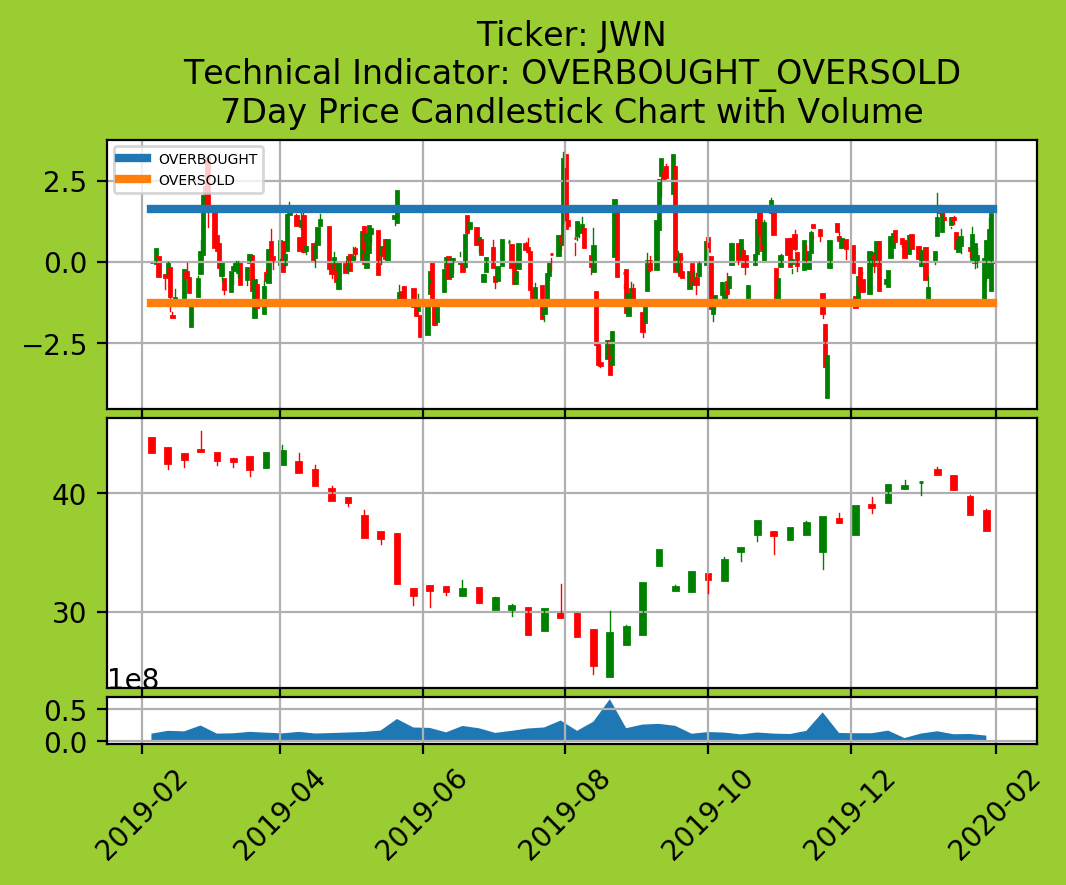 Ticker: JWN
Technical Indicator: OVERBOUGHT_OVERSOLD
7Day Price Candlestick Chart with Volume
OVERBOUGHT
OVERSOLD
2.5
0.0
−2.5
40
30
1e8
0.5
0.0
2019-02
2019-04
2019-06
2019-08
2019-10
2019-12
2020-02